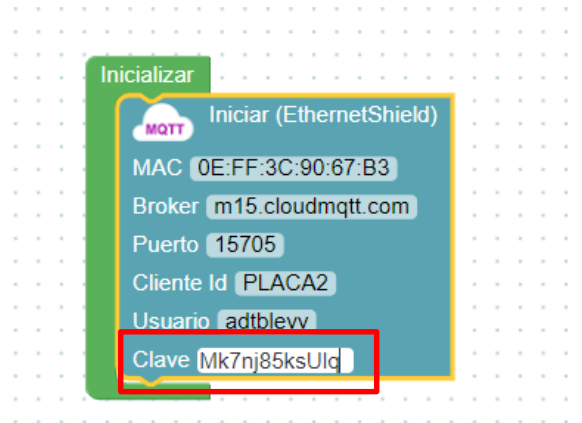 Inicializar
MQTT
Iniciar (EthernetShield)
MAC 0E:FF:3C:90:67:B3
Broker m15.cloudmqtt.com
Puerto 15705
Cliente Id PLACA2
Usuario adtblevv
Clave Mk7nj85ksUlq